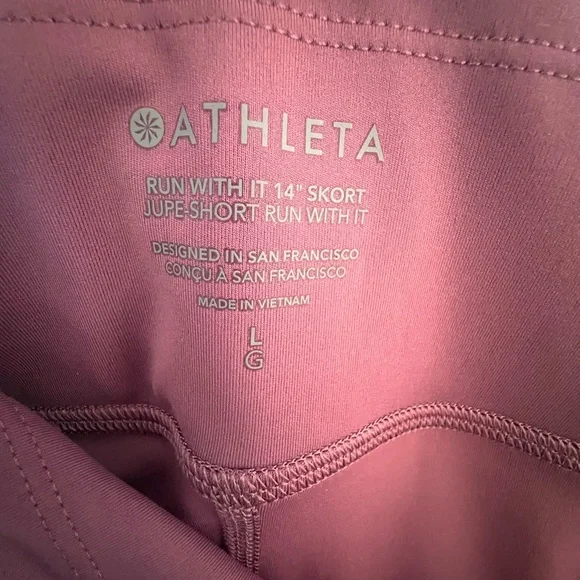 ATHLETA
RUN WITH IT 14" SKORT
JUPE-SHORT RUN WITH IT
DESIGNED IN SAN FRANCISCO
CONÇU À SAN FRANCISCO
MADE IN VIETNAM
L
G